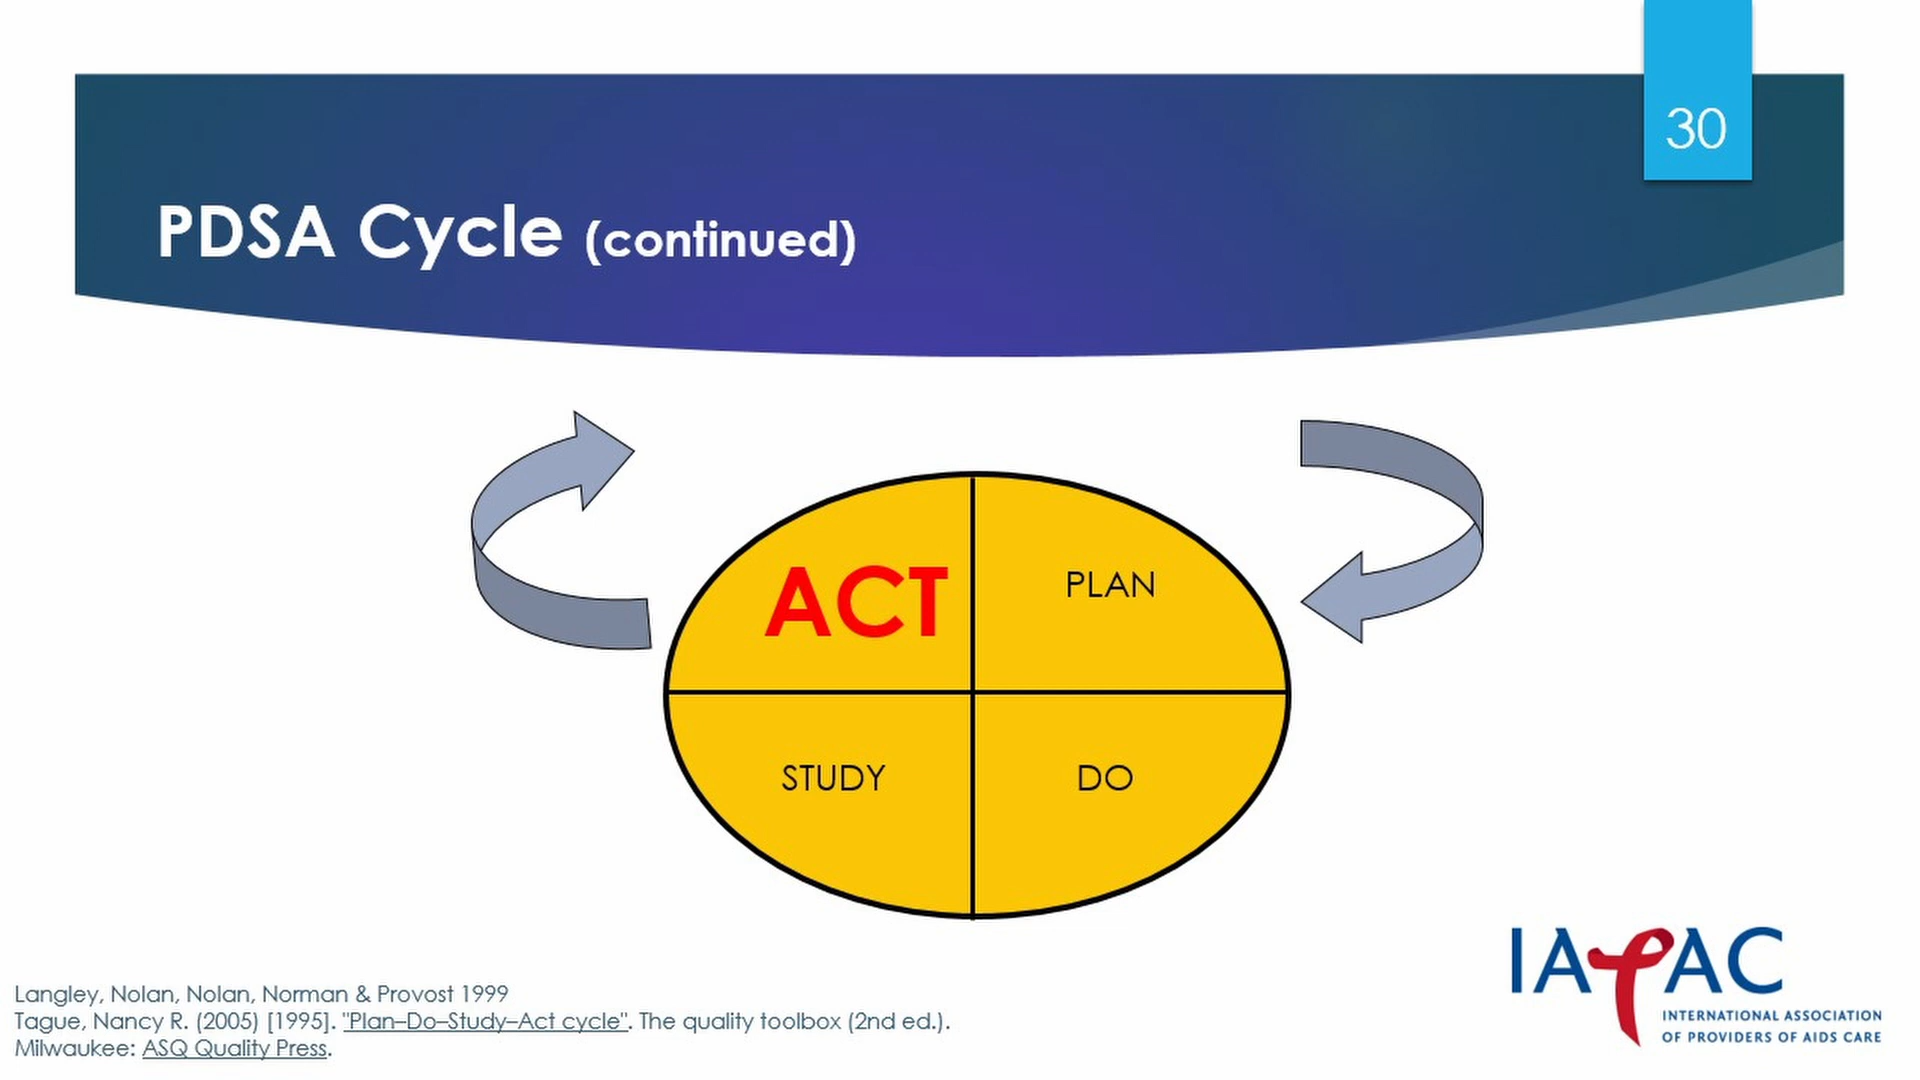 30
PDSA Cycle (continued)
ACT
PLAN
STUDY
DO
Langley, Nolan, Nolan, Norman & Provost 1999
Tague, Nancy R. (2005) [1995]. "Plan–Do–Study–Act cycle". The quality toolbox (2nd ed.).
Milwaukee: ASQ Quality Press.
IAPAC
INTERNATIONAL ASSOCIATION
OF PROVIDERS OF AIDS CARE